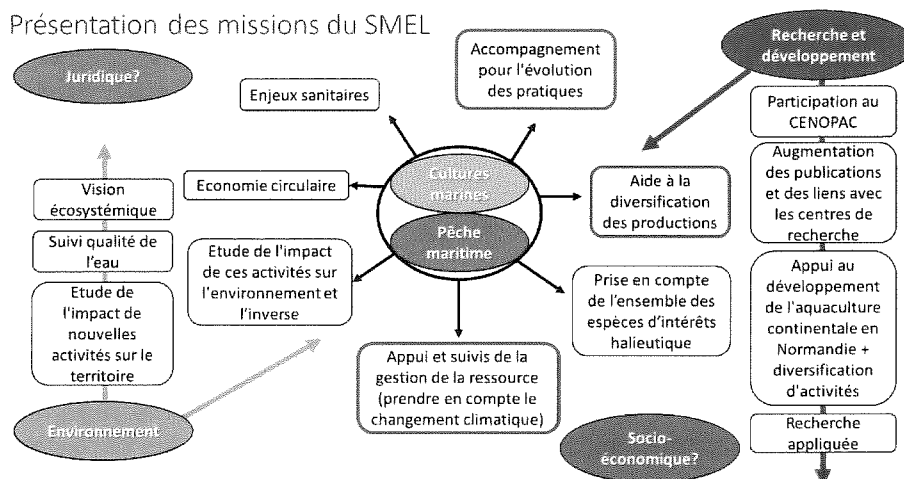 Présentation des missions du SMEL
Juridique?
Vision
écosystémique
Suivi qualité de
l'eau
Etude de
l'impact de
nouvelles
activités sur le
territoire
Environnement
Enjeux sanitaires
Accompagnement
pour l'évolution
des pratiques
Economie circulaire
Cultures
marines
Pêche
maritime
Aide à la
diversification
des productions
Etude de l'impact
de ces activités sur
l'environnement et
l'inverse
Prise en compte
de l'ensemble des
espèces d'intérêts
halieutique
Appui et suivis de la
gestion de la ressource
(prendre en compte le
changement climatique)
Socio-
économique?
Recherche et
développement
Participation au
CENOPAC
Augmentation
des publications
et des liens avec
les centres de
recherche
Appui au
développement
de l'aquaculture
continentale en
Normandie +
diversification
d'activités
Recherche
appliquée